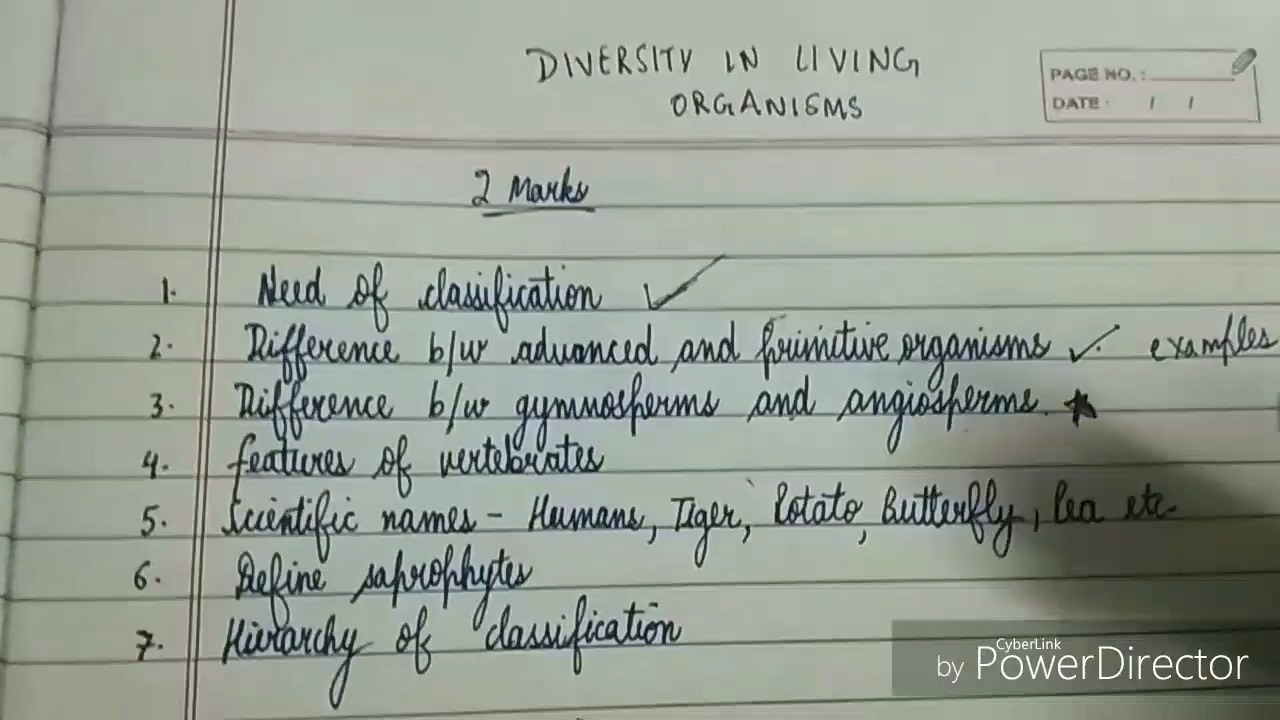 DIVERSITY IN LIVING
ORGANISMS
PAGE NO.:
DATE: / /
2 Marks
1. Need of classification ✓
2. Difference b/w advanced and primitive organisms ✓. examples
3. Difference b/w gymnosperms and angiosperms. ★
4. features of vertebrates
5. Scientific names - Humans, Tiger, Potato, Butterfly, Pea etc.
6. Define saprophytes
7. Hierarchy of classification
CyberLink
by PowerDirector